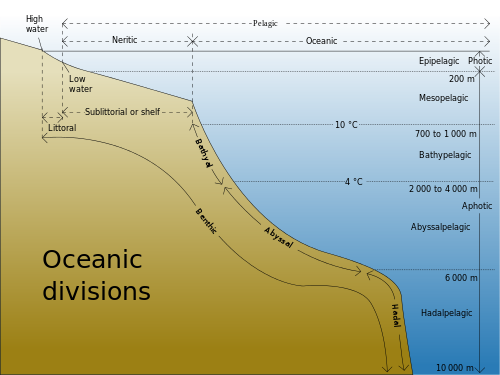 High
water
Pelagic
Neritic
Oceanic
Epipelagic Photic
200 m
Low
water
Mesopelagic
Sublittorial or shelf
Littoral
10 °C
700 to 1 000 m
Bathyal
Bathypelagic
4 °C
2 000 to 4 000 m
Aphotic
Benthic
Abyssal
Abyssalpelagic
Oceanic
divisions
6 000 m
Hadal
Hadalpelagic
10 000 m